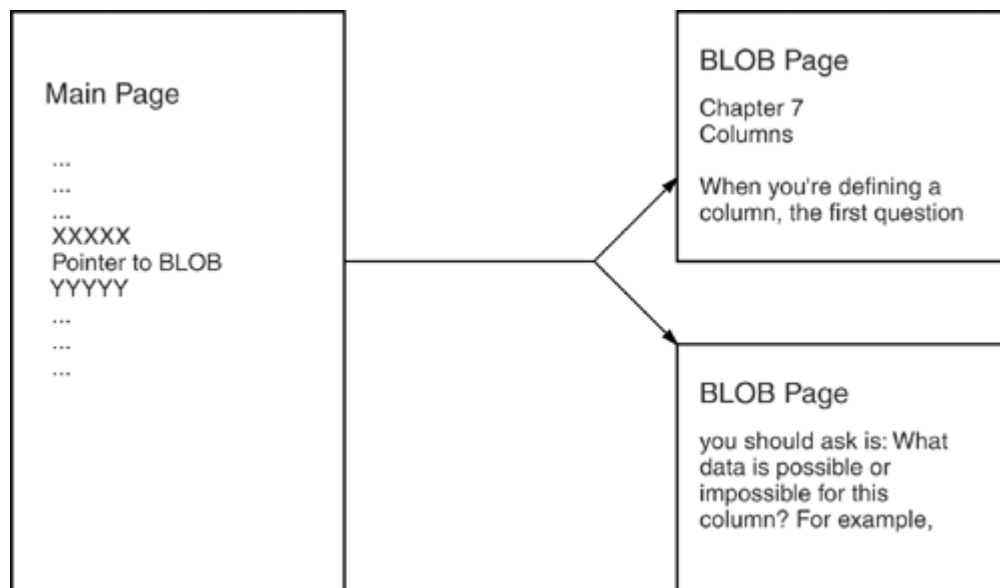 Main Page
...
...
...
XXXXX
Pointer to BLOB
YYYYY
...
...
...
BLOB Page
Chapter 7
Columns
When you're defining a
column, the first question
BLOB Page
you should ask is: What
data is possible or
impossible for this
column? For example,